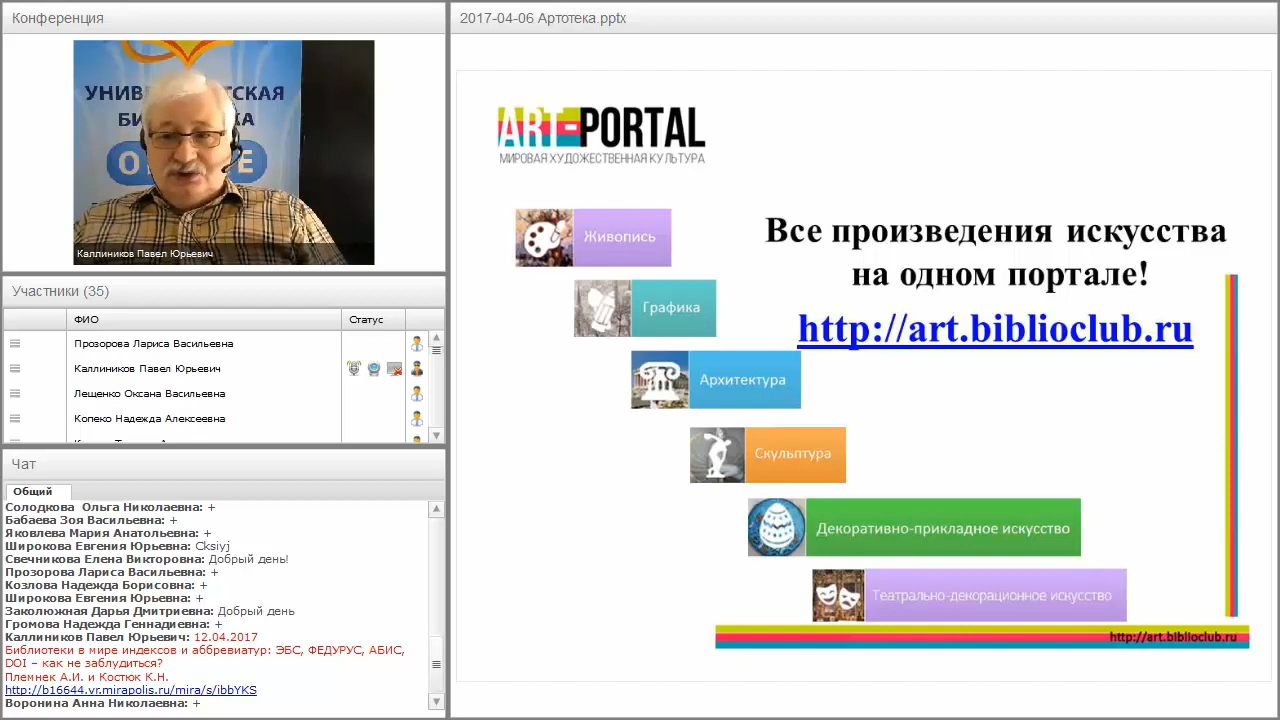 Конференция
УНИВ
ТСКАЯ
БИ
КА
Каллиников Павел Юрьевич
Участники (35)
ФИО
Статус
Прозорова Лариса Васильевна
Каллиников Павел Юрьевич
Лещенко Оксана Васильевна
Копеко Надежда Алексеевна
Чат
Общий
Солодкова Ольга Николаевна: +
Бабаева Зоя Васильевна: +
Яковлева Мария Анатольевна: +
Широкова Евгения Юрьевна: Cksiyj
Свечникова Елена Викторовна: Добрый день!
Прозорова Лариса Васильевна: +
Козлова Надежда Борисовна: +
Широкова Евгения Юрьевна: +
Заколюжная Дарья Дмитриевна: Добрый день
Громова Надежда Геннадиевна: +
Каллиников Павел Юрьевич: 12.04.2017
Библиотеки в мире индексов и аббревиатур: ЭБС, ФЕДУРУС, АБИС,
DOI – как не заблудиться?
Племнек А.И. и Костюк К.Н.
http://b16644.vr.mirapolis.ru/mira/s/ibbYKS
Воронина Анна Николаевна: +
2017-04-06 Артотека.pptx
ART-PORTAL
МИРОВАЯ ХУДОЖЕСТВЕННАЯ КУЛЬТУРА
Живопись
Графика
Архитектура
Скульптура
Декоративно-прикладное искусство
Театрально-декорационное искусство
Все произведения искусства
на одном портале!
http://art.biblioclub.ru
http://art.biblioclub.ru